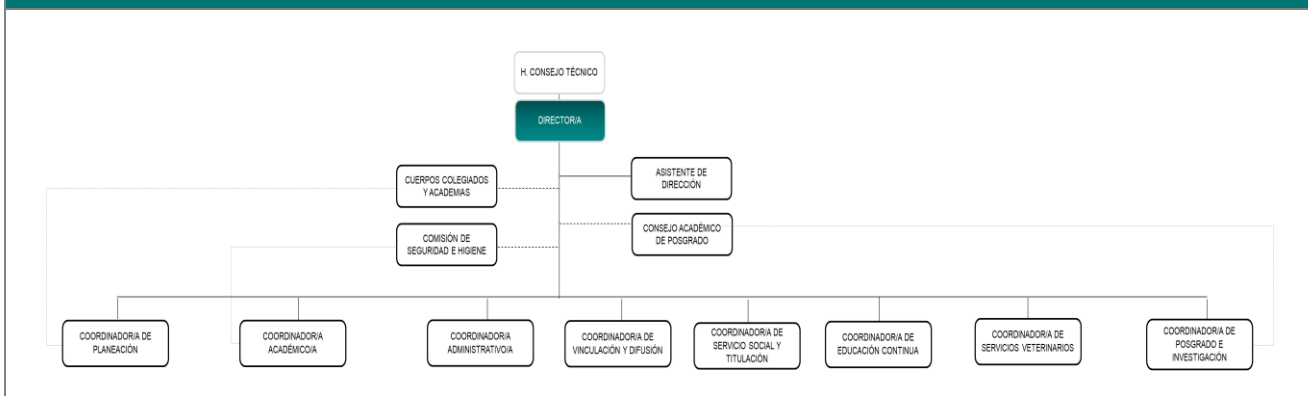 H. CONSEJO TÉCNICO
DIRECTOR/A
CUERPOS COLEGIADOS
Y ACADEMIAS
ASISTENTE DE
DIRECCIÓN
COMISIÓN DE
SEGURIDAD E HIGIENE
CONSEJO ACADÉMICO
DE POSGRADO
COORDINADOR/A DE
PLANEACIÓN
COORDINADOR/A
ACADÉMICO/A
COORDINADOR/A
ADMINISTRATIVO/A
COORDINADOR/A DE
VINCULACIÓN Y DIFUSIÓN
COORDINADOR/A DE
SERVICIO SOCIAL Y
TITULACIÓN
COORDINADOR/A DE
EDUCACIÓN CONTINUA
COORDINADOR/A DE
SERVICIOS VETERINARIOS
COORDINADOR/A DE
POSGRADO E
INVESTIGACIÓN